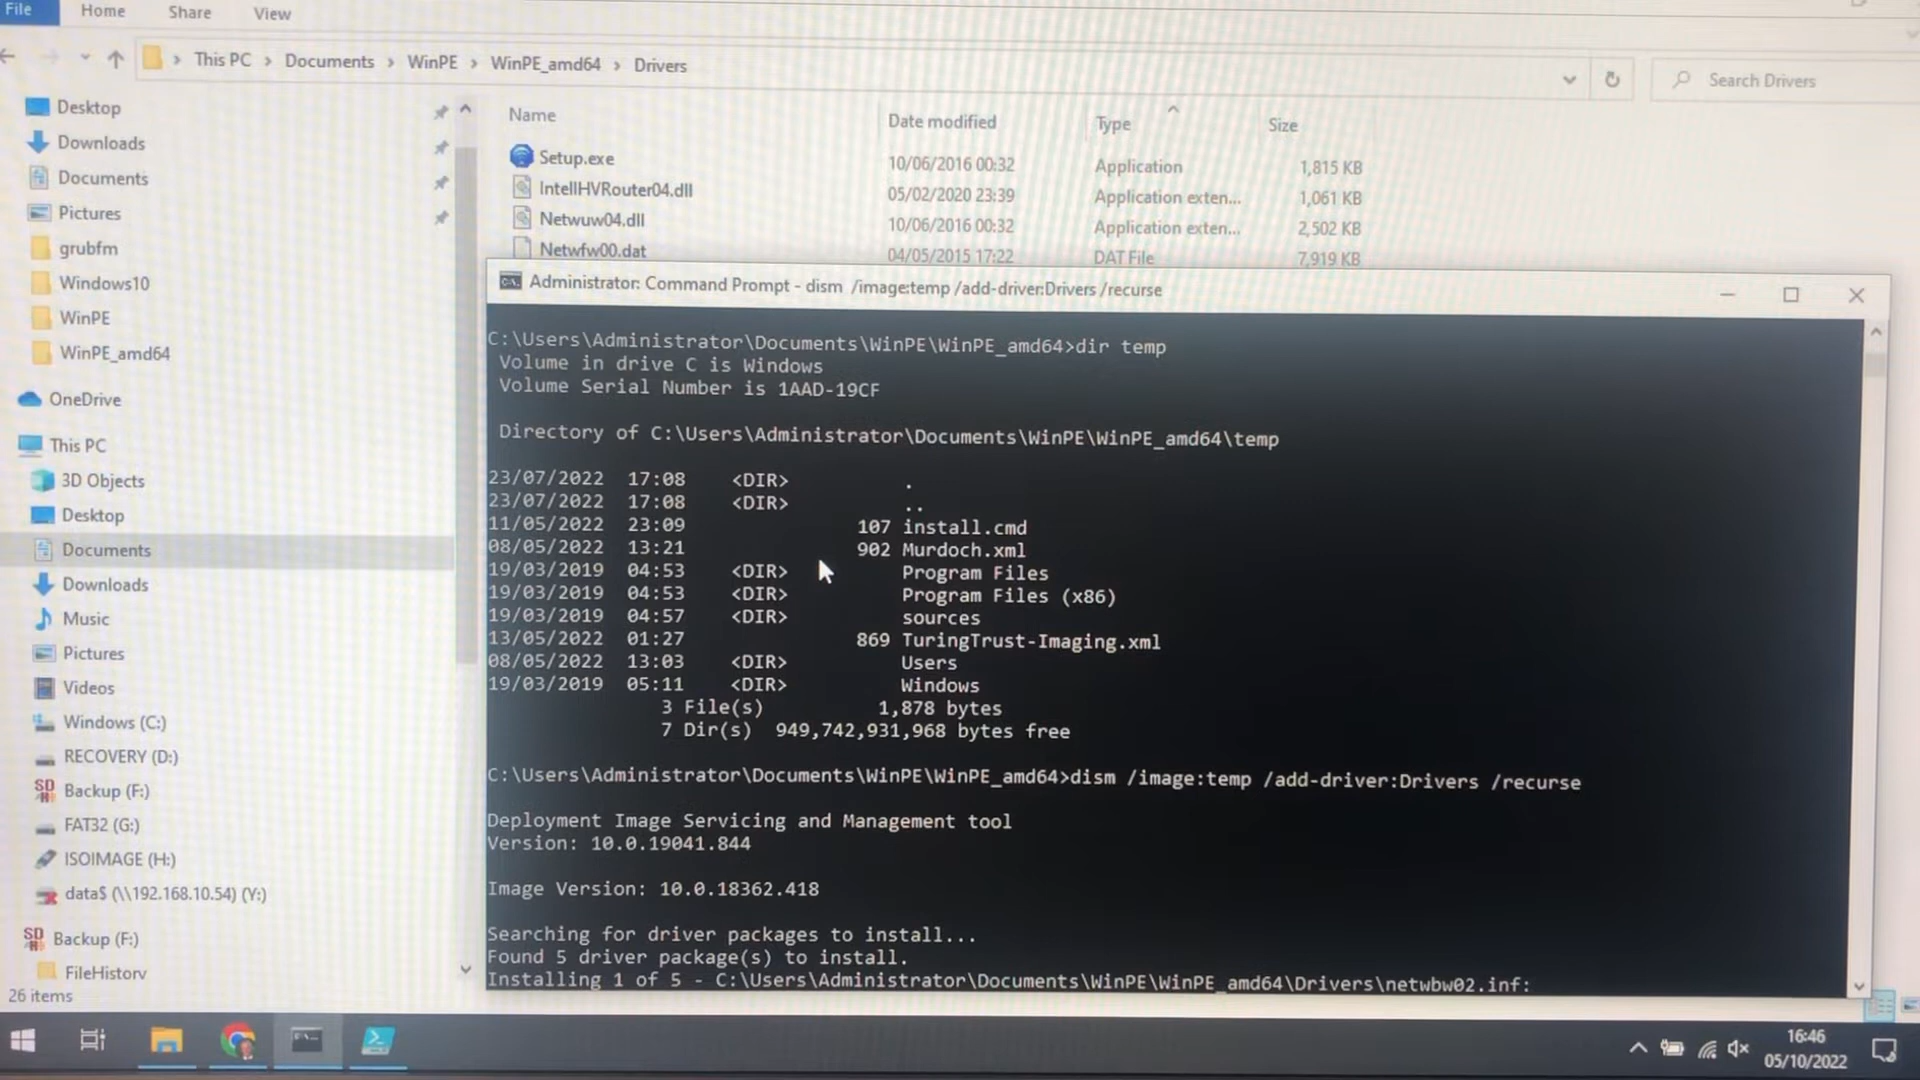 File Home Share View
This PC > Documents > WinPE > WinPE_amd64 > Drivers
Search Drivers
Desktop
Downloads
Documents
Pictures
grubfm
Windows10
WinPE
WinPE_amd64
OneDrive
This PC
3D Objects
Desktop
Documents
Downloads
Music
Pictures
Videos
Windows (C:)
RECOVERY (D:)
Backup (F:)
FAT32 (G:)
ISOIMAGE (H:)
data$ (\\192.168.10.54) (Y:)
Backup (F:)
FileHistory
26 items
Name Date modified Type Size
Setup.exe 10/06/2016 00:32 Application 1,815 KB
IntelIHVRouter04.dll 05/02/2020 23:39 Application exten... 1,061 KB
Netwuw04.dll 10/06/2016 00:32 Application exten... 2,502 KB
Netwfw00.dat 04/05/2015 17:22 DAT File 7,919 KB
Administrator: Command Prompt - dism /image:temp /add-driver:Drivers /recurse
C:\Users\Administrator\Documents\WinPE\WinPE_amd64>dir temp
Volume in drive C is Windows
Volume Serial Number is 1AAD-19CF
Directory of C:\Users\Administrator\Documents\WinPE\WinPE_amd64\temp
23/07/2022 17:08 <DIR> .
23/07/2022 17:08 <DIR> ..
11/05/2022 23:09 107 install.cmd
08/05/2022 13:21 902 Murdoch.xml
19/03/2019 04:53 <DIR> Program Files
19/03/2019 04:53 <DIR> Program Files (x86)
19/03/2019 04:57 <DIR> sources
13/05/2022 01:27 869 TuringTrust-Imaging.xml
08/05/2022 13:03 <DIR> Users
19/03/2019 05:11 <DIR> Windows
3 File(s) 1,878 bytes
7 Dir(s) 949,742,931,968 bytes free
C:\Users\Administrator\Documents\WinPE\WinPE_amd64>dism /image:temp /add-driver:Drivers /recurse
Deployment Image Servicing and Management tool
Version: 10.0.19041.844
Image Version: 10.0.18362.418
Searching for driver packages to install...
Found 5 driver package(s) to install.
Installing 1 of 5 - C:\Users\Administrator\Documents\WinPE\WinPE_amd64\Drivers\netwbw02.inf:
16:46
05/10/2022